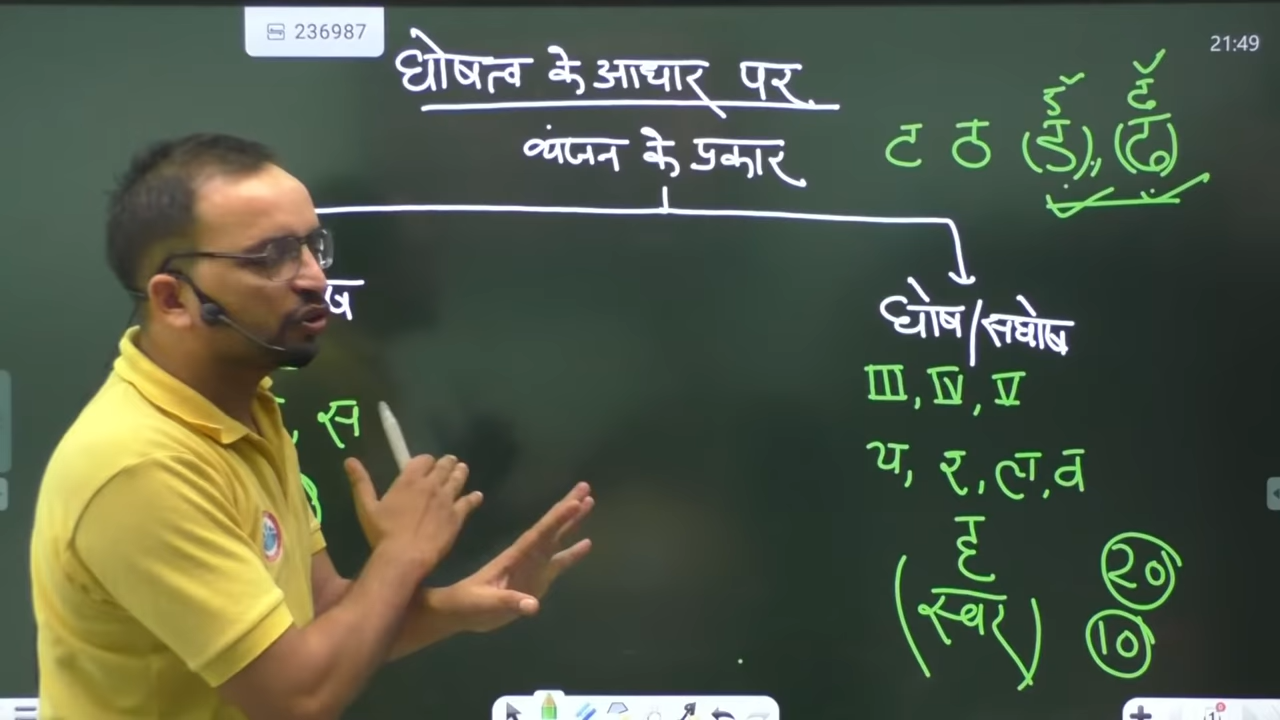 236987
21:49
घोषत्व के आधार पर
व्यंजन के प्रकार
ट ठ (ड), (ढ)
घोष/सघोष
III, IV, V
य, र, ल, व
ह
(स्वर)
20
10
, स